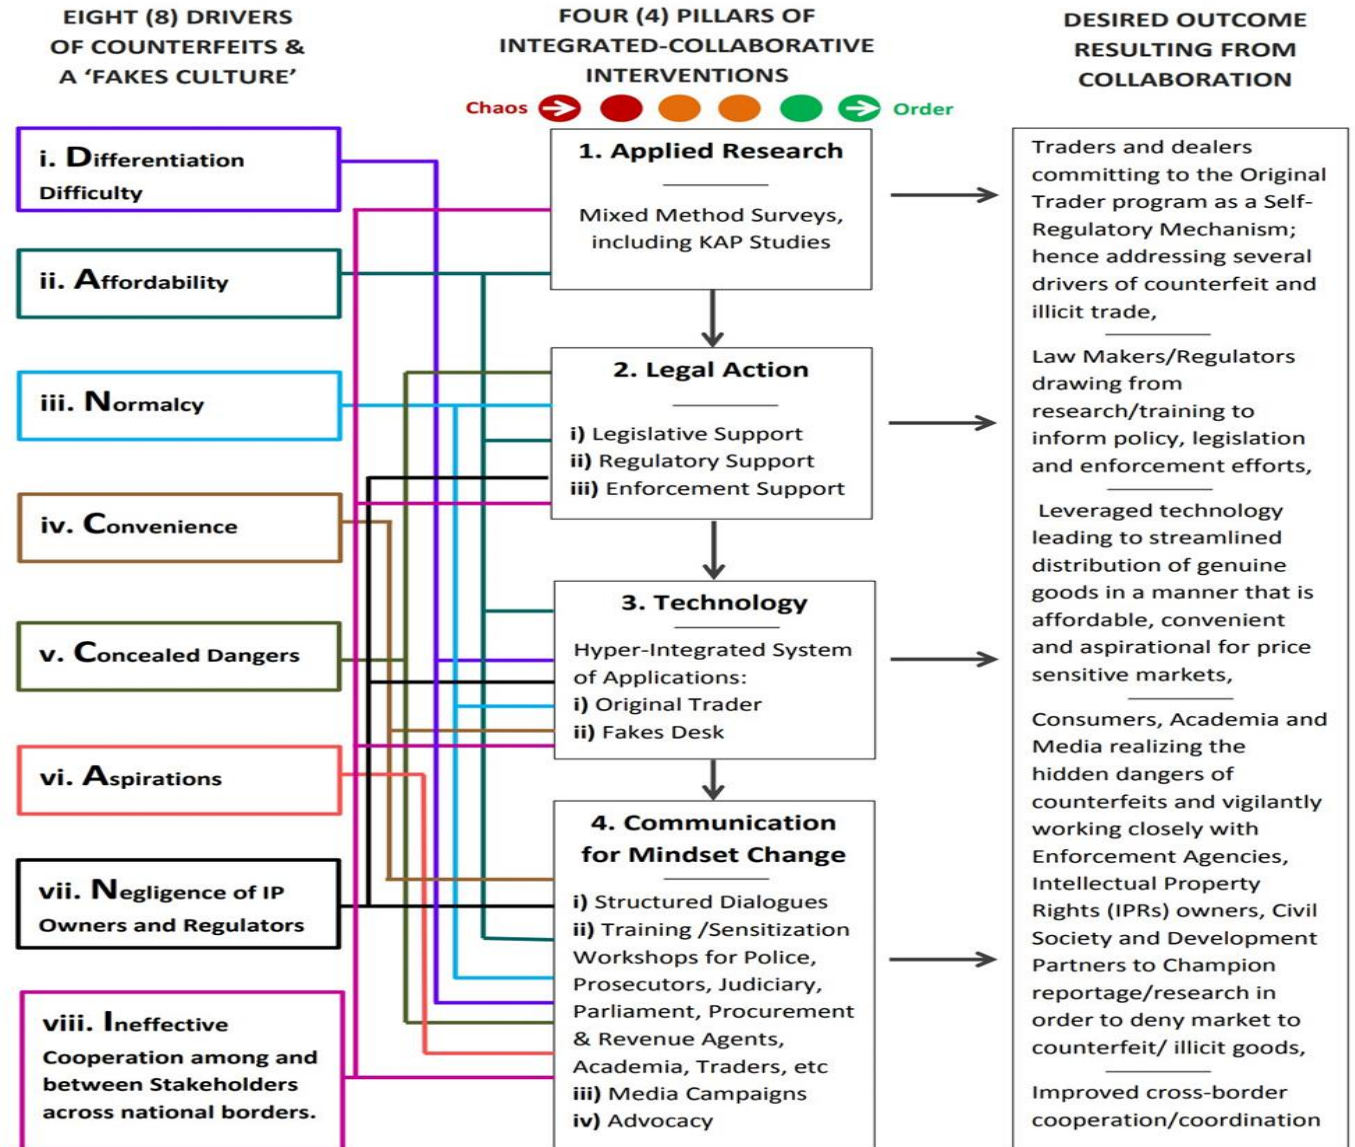 EIGHT (8) DRIVERS
OF COUNTERFEITS &
A ‘FAKES CULTURE’
i. Differentiation
Difficulty
ii. Affordability
iii. Normalcy
iv. Convenience
v. Concealed Dangers
vi. Aspirations
vii. Negligence of IP
Owners and Regulators
viii. Ineffective
Cooperation among and
between Stakeholders
across national borders.
FOUR (4) PILLARS OF
INTEGRATED-COLLABORATIVE
INTERVENTIONS
Chaos
Order
1. Applied Research
Mixed Method Surveys,
including KAP Studies
2. Legal Action
i) Legislative Support
ii) Regulatory Support
iii) Enforcement Support
3. Technology
Hyper-Integrated System
of Applications:
i) Original Trader
ii) Fakes Desk
4. Communication
for Mindset Change
i) Structured Dialogues
ii) Training /Sensitization
Workshops for Police,
Prosecutors, Judiciary,
Parliament, Procurement
& Revenue Agents,
Academia, Traders, etc
iii) Media Campaigns
iv) Advocacy
DESIRED OUTCOME
RESULTING FROM
COLLABORATION
Traders and dealers
committing to the Original
Trader program as a Self-
Regulatory Mechanism;
hence addressing several
drivers of counterfeit and
illicit trade,
Law Makers/Regulators
drawing from
research/training to
inform policy, legislation
and enforcement efforts,
Leveraged technology
leading to streamlined
distribution of genuine
goods in a manner that is
affordable, convenient
and aspirational for price
sensitive markets,
Consumers, Academia and
Media realizing the
hidden dangers of
counterfeits and vigilantly
working closely with
Enforcement Agencies,
Intellectual Property
Rights (IPRs) owners, Civil
Society and Development
Partners to Champion
reportage/research in
order to deny market to
counterfeit/ illicit goods,
Improved cross-border
cooperation/coordination